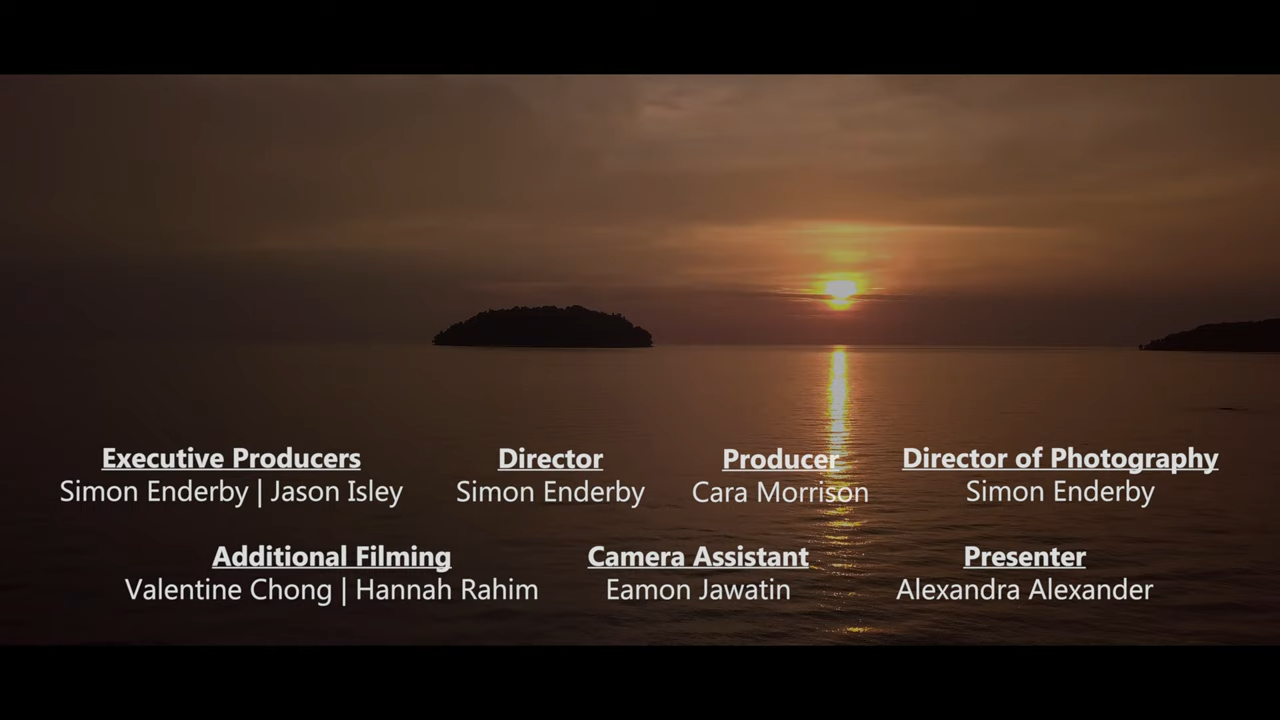 Executive Producers Director Producer Director of Photography
Simon Enderby | Jason Isley Simon Enderby Cara Morrison Simon Enderby
Additional Filming Camera Assistant Presenter
Valentine Chong | Hannah Rahim Eamon Jawatin Alexandra Alexander